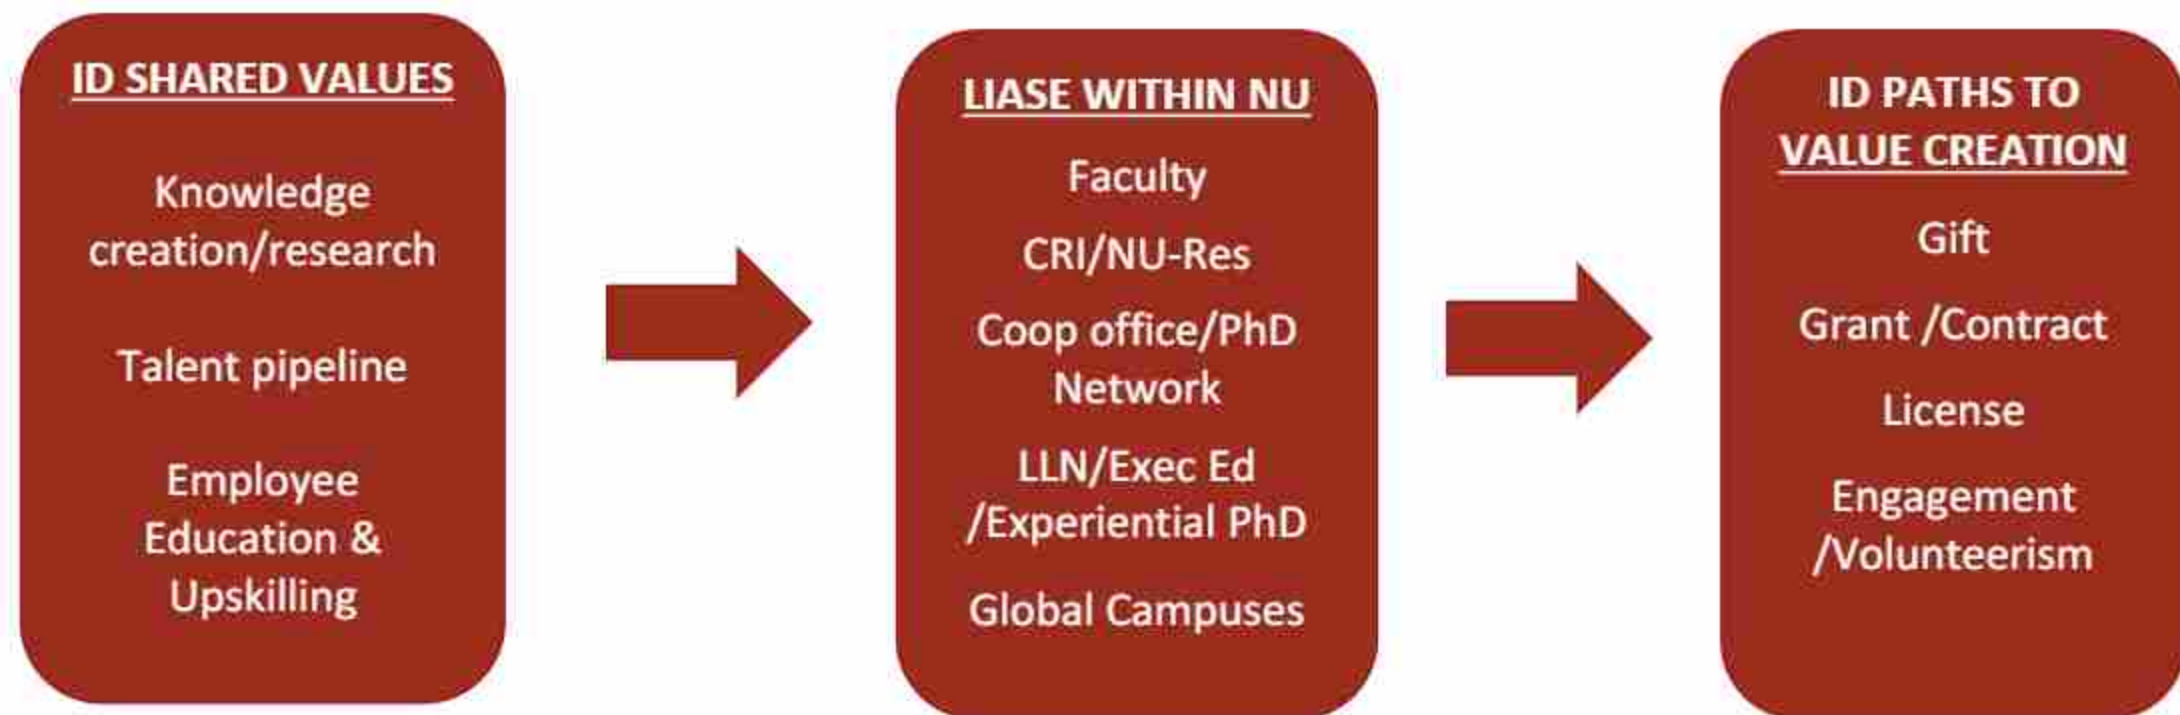 ID SHARED VALUES
Knowledge
creation/research
Talent pipeline
Employee
Education &
Upskilling
LIASE WITHIN NU
Faculty
CRI/NU-Res
Coop office/PhD
Network
LLN/Exec Ed
/Experiential PhD
Global Campuses
ID PATHS TO
VALUE CREATION
Gift
Grant /Contract
License
Engagement
/Volunteerism